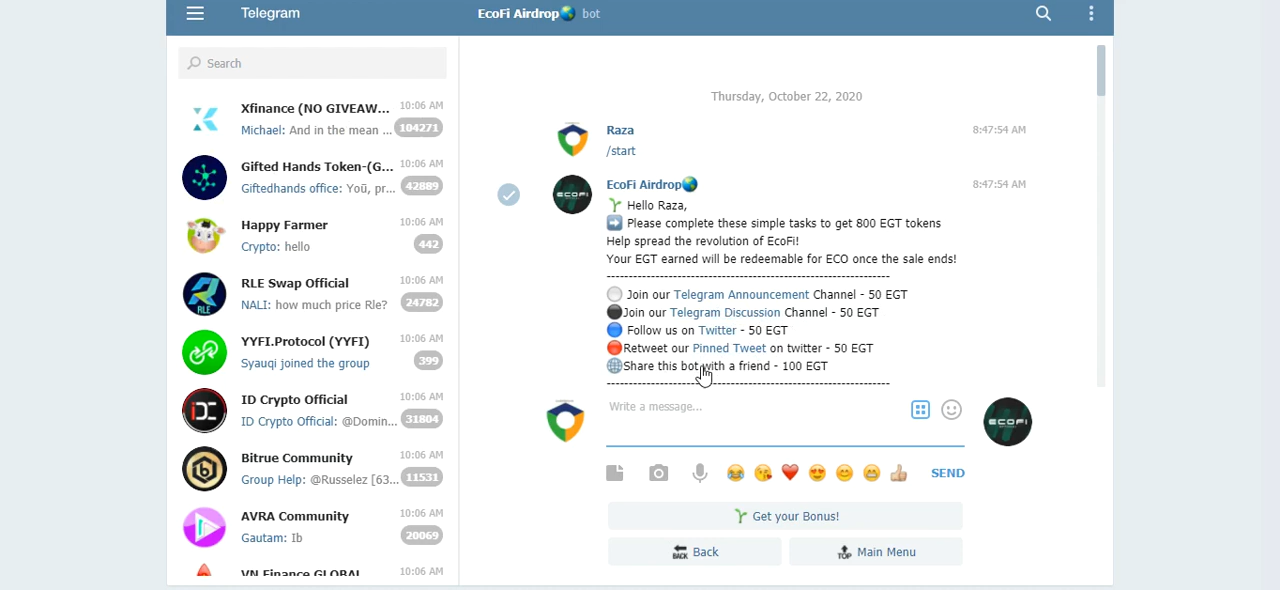 Telegram
EcoFi Airdrop🌏 bot
Search
Xfinance (NO GIVEAW... 10:06 AM
Michael: And in the mean ... 104271
Gifted Hands Token-(G... 10:06 AM
Giftedhands office: Yoū, pr... 42889
Happy Farmer 10:06 AM
Crypto: hello 442
RLE Swap Official 10:06 AM
RLE
NALI: how much price Rle? 24782
YYFI.Protocol (YYFI) 10:06 AM
Syauqi joined the group 399
ID Crypto Official 10:06 AM
ID Crypto Official: @Domin... 31804
Bitrue Community 10:06 AM
Group Help: @Russelez [63... 11531
AVRA Community 10:06 AM
Gautam: Ib 20069
VN Finance GLOBAL 10:06 AM
Thursday, October 22, 2020
Raza 8:47:54 AM
/start
EcoFi Airdrop🌏 8:47:54 AM
ECOFI
🌱 Hello Raza,
➡️ Please complete these simple tasks to get 800 EGT tokens
Help spread the revolution of EcoFi!
Your EGT earned will be redeemable for ECO once the sale ends!
------------------------------------------------------------
⚪ Join our Telegram Announcement Channel - 50 EGT
⚫Join our Telegram Discussion Channel - 50 EGT
🔵 Follow us on Twitter - 50 EGT
🔴Retweet our Pinned Tweet on twitter - 50 EGT
🌐Share this bot with a friend - 100 EGT
------------------------------------------------------------
Write a message...
ECOFI
SEND
🌱 Get your Bonus!
🔙 Back
🔝 Main Menu